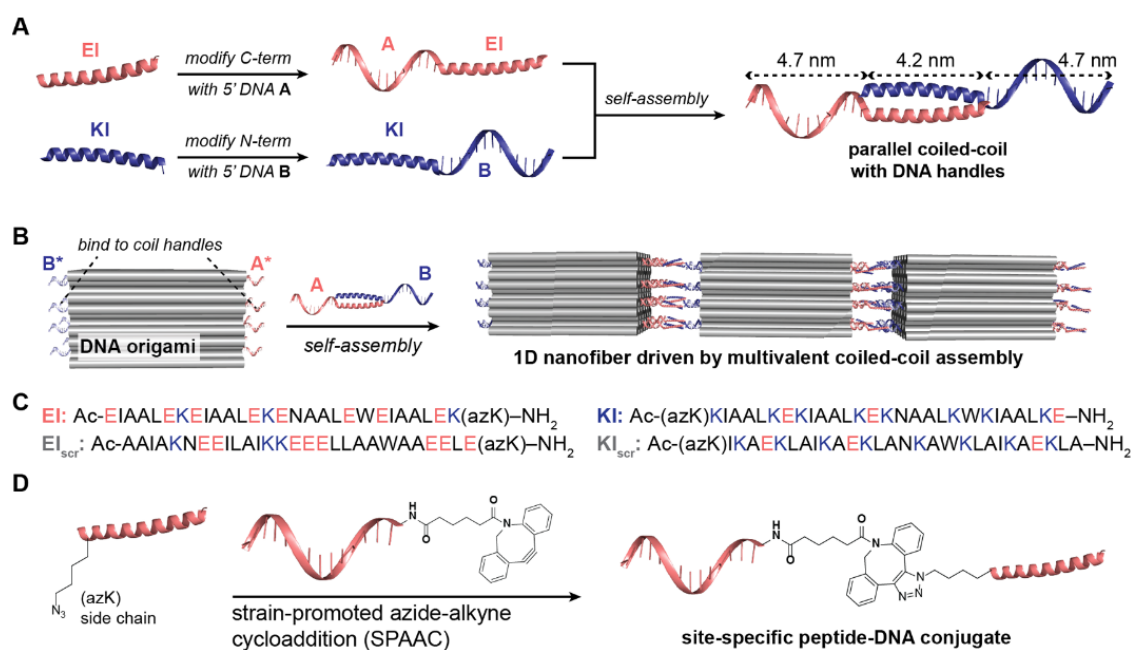 A
EI
modify C-term
with 5' DNA A
A
EI
KI
modify N-term
with 5' DNA B
KI
B
self-assembly
4.7 nm
4.2 nm
4.7 nm
parallel coiled-coil
with DNA handles
B
bind to coil handles
B*
A*
DNA origami
A
B
self-assembly
1D nanofiber driven by multivalent coiled-coil assembly
C
EI: Ac-EIAALEKEIAALEKENAALEWEIAALEK(azK)–NH₂
EI_scr: Ac-AAIAKNEEILAIKKEEELLAAWAAEELE(azK)–NH₂
KI: Ac-(azK)KIAALKEKIAALKEKNAALKWKIAALKE–NH₂
KI_scr: Ac-(azK)IKAEKLAIKAEKLANKAWKLAIKAEKLA–NH₂
D
N₃
(azK)
side chain
H
N
O
O
N
strain-promoted azide-alkyne
cycloaddition (SPAAC)
H
N
O
O
N
N
N=N
site-specific peptide-DNA conjugate